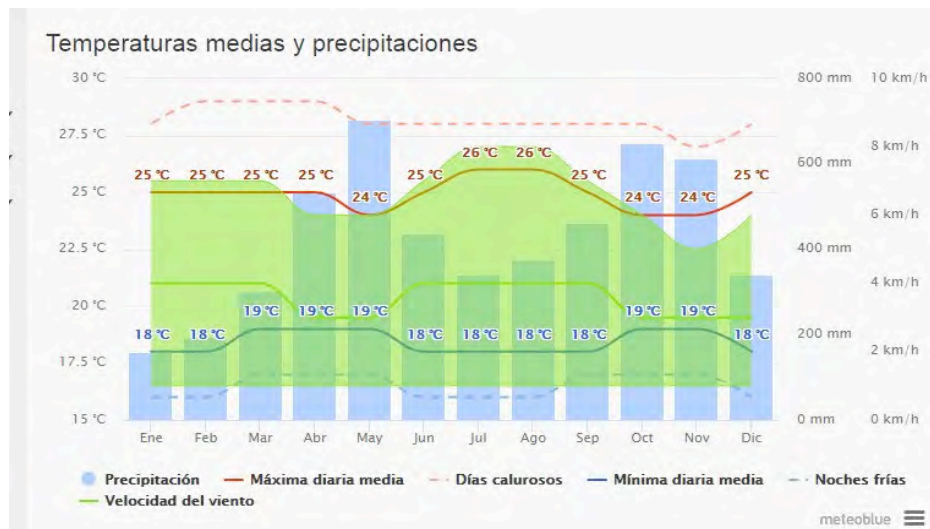 Temperaturas medias y precipitaciones
30 °C 800 mm 10 km/h
27.5 °C 8 km/h
26 °C 26 °C 600 mm
25 °C 25 °C 25 °C 25 °C 25 °C 25 °C 25 °C
25 °C 24 °C 24 °C 24 °C 6 km/h
22.5 °C 400 mm
20 °C 4 km/h
19 °C 19 °C 19 °C 19 °C 19 °C
18 °C 18 °C 18 °C 18 °C 18 °C 18 °C 18 °C 200 mm
17.5 °C 2 km/h
15 °C 0 mm 0 km/h
Ene Feb Mar Abr May Jun Jul Ago Sep Oct Nov Dic
Precipitación Máxima diaria media Días calurosos Mínima diaria media Noches frías
Velocidad del viento
meteoblue